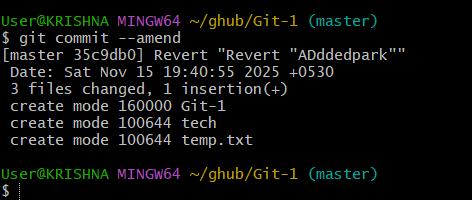 User@KRISHNA MINGW64 ~/ghub/Git-1 (master)
$ git commit --amend
[master 35c9db0] Revert "Revert "ADddedpark""
 Date: Sat Nov 15 19:40:55 2025 +0530
 3 files changed, 1 insertion(+)
 create mode 160000 Git-1
 create mode 100644 tech
 create mode 100644 temp.txt
User@KRISHNA MINGW64 ~/ghub/Git-1 (master)
$